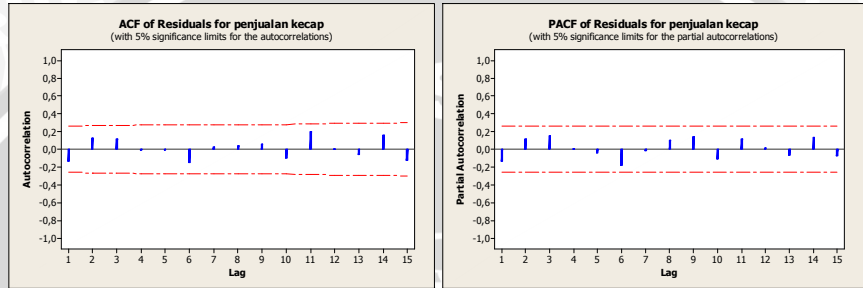 ACF of Residuals for penjualan kecap
(with 5% significance limits for the autocorrelations)
Autocorrelation
1,0
0,8
0,6
0,4
0,2
0,0
-0,2
-0,4
-0,6
-0,8
-1,0
1 2 3 4 5 6 7 8 9 10 11 12 13 14 15
Lag
PACF of Residuals for penjualan kecap
(with 5% significance limits for the partial autocorrelations)
Partial Autocorrelation
1,0
0,8
0,6
0,4
0,2
0,0
-0,2
-0,4
-0,6
-0,8
-1,0
1 2 3 4 5 6 7 8 9 10 11 12 13 14 15
Lag